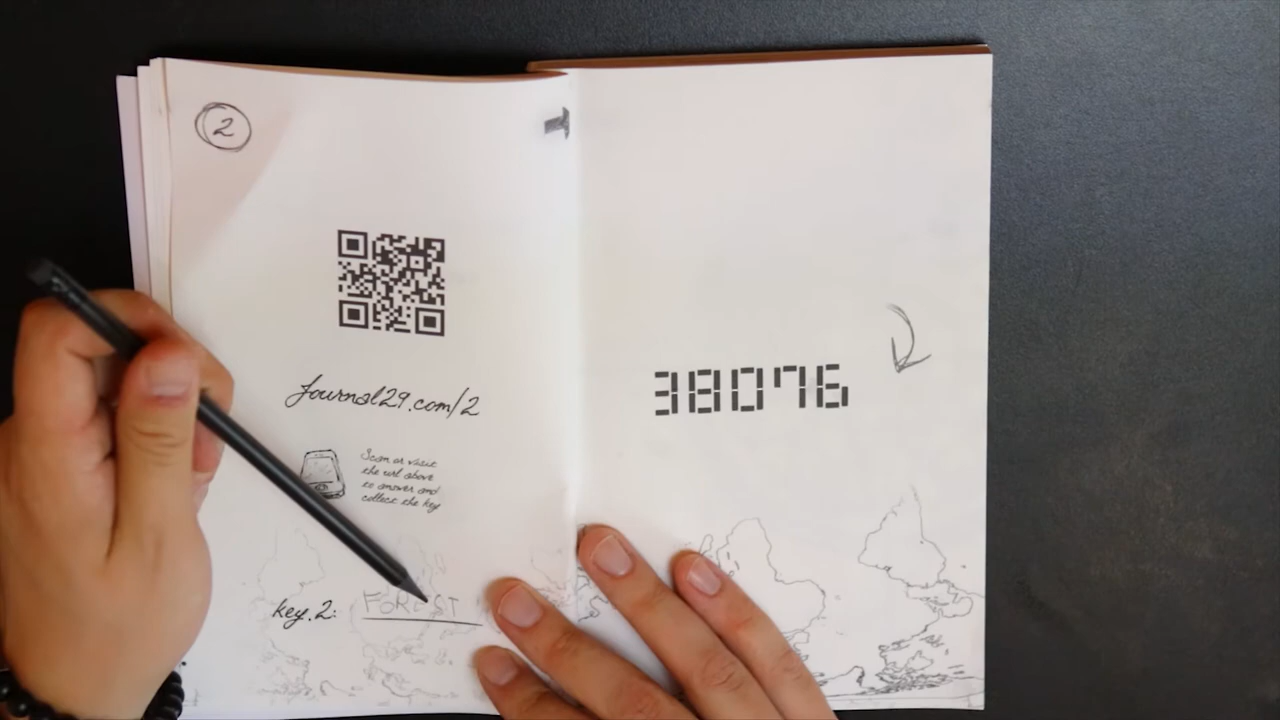 2
Journal29.com/2
Scan or visit
the url above
to answer and
collect the key
key.2: FOREST
38076